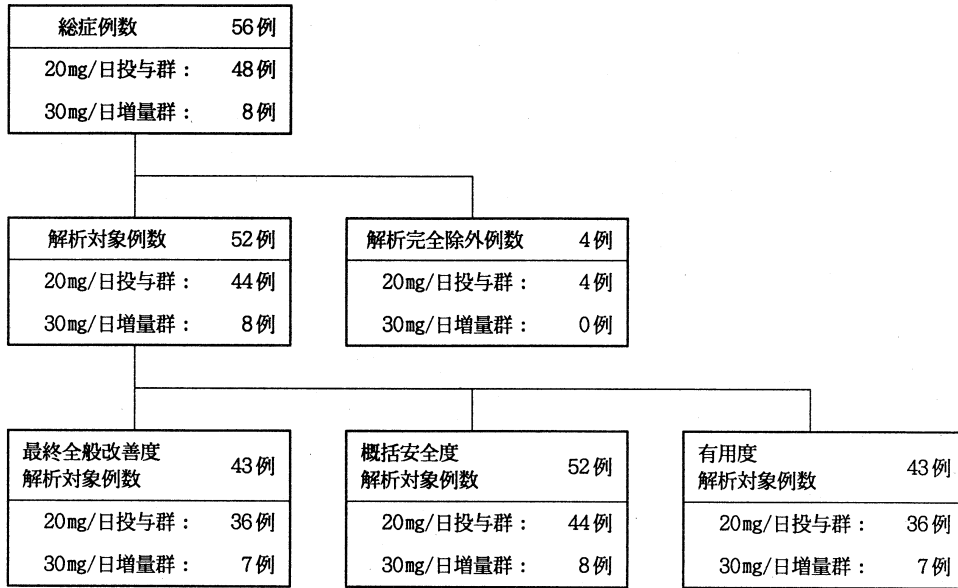 総症例数 56例
20mg/日投与群： 48例
30mg/日増量群： 8例
解析対象例数 52例
20mg/日投与群： 44例
30mg/日増量群： 8例
解析完全除外例数 4例
20mg/日投与群： 4例
30mg/日増量群： 0例
最終全般改善度
解析対象例数 43例
20mg/日投与群： 36例
30mg/日増量群： 7例
概括安全度
解析対象例数 52例
20mg/日投与群： 44例
30mg/日増量群： 8例
有用度
解析対象例数 43例
20mg/日投与群： 36例
30mg/日増量群： 7例